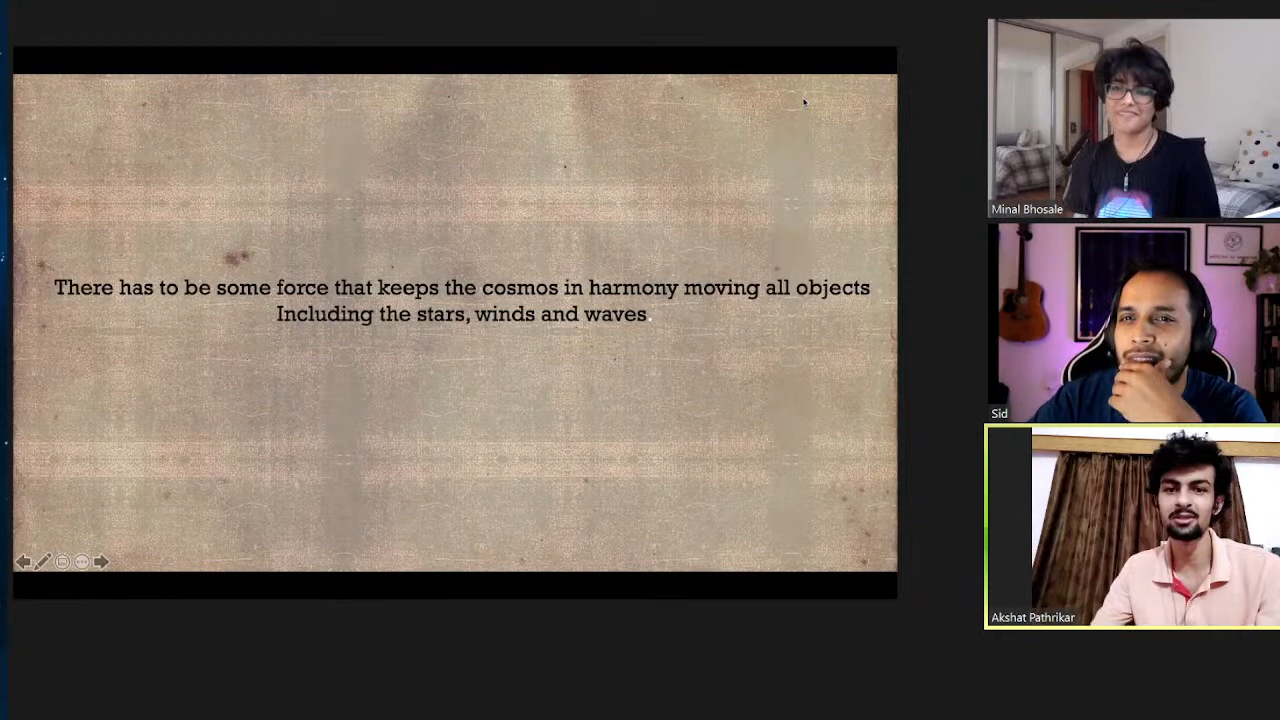 There has to be some force that keeps the cosmos in harmony moving all objects
Including the stars, winds and waves.
Minal Bhosale
Sid
Akshat Pathrikar